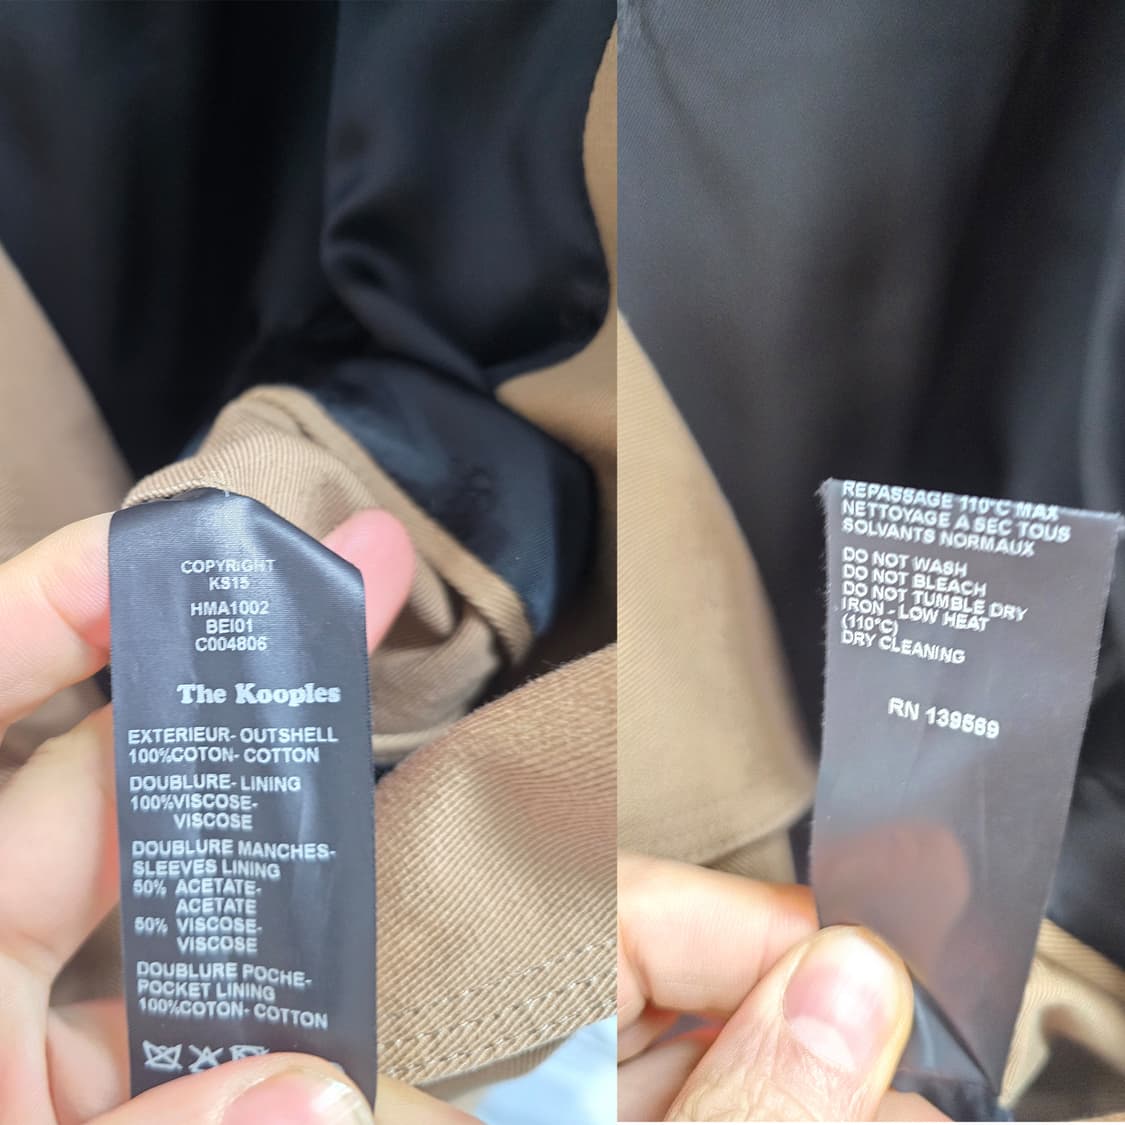 COPYRIGHT
KS15
HMA1002
BEI01
C004806
The Kooples
EXTERIEUR- OUTSHELL
100%COTON- COTTON
DOUBLURE- LINING
100%VISCOSE-
VISCOSE
DOUBLURE MANCHES-
SLEEVES LINING
50% ACETATE-
ACETATE
50% VISCOSE-
VISCOSE
DOUBLURE POCHE-
POCKET LINING
100%COTON- COTTON
REPASSAGE 110°C MAX
NETTOYAGE A SEC TOUS
SOLVANTS NORMAUX
DO NOT WASH
DO NOT BLEACH
DO NOT TUMBLE DRY
IRON - LOW HEAT
(110°C)
DRY CLEANING
RN 139569